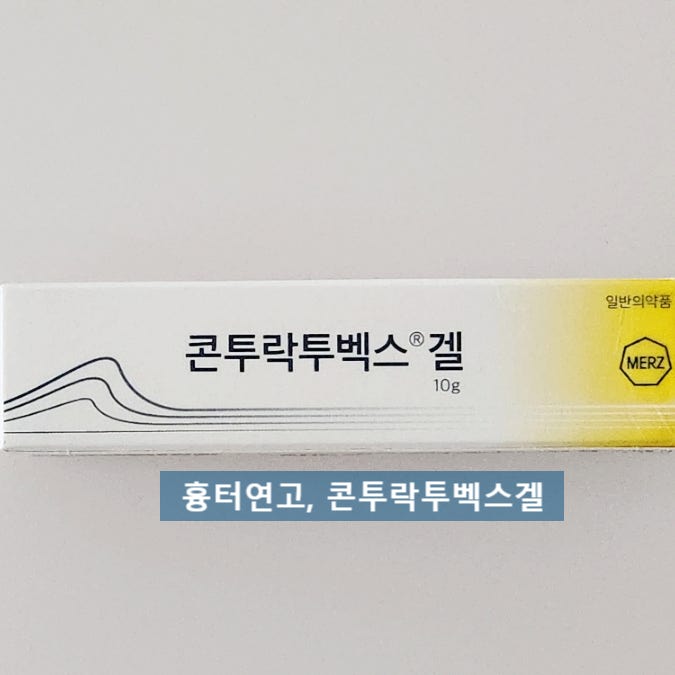 일반의약품
콘투락투벡스® 겔
MERZ
10g
흉터연고, 콘투락투벡스겔